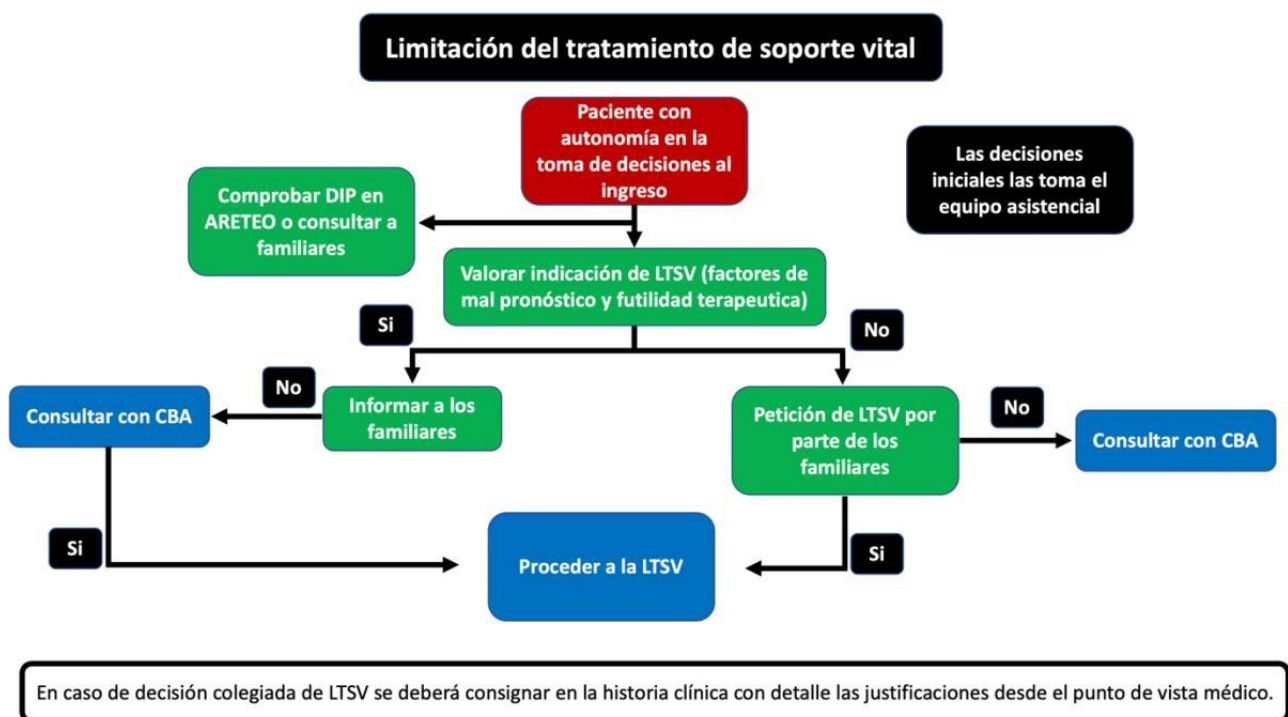 Limitación del tratamiento de soporte vital
Paciente con
autonomía en la
toma de decisiones al
ingreso
Las decisiones
iniciales las toma el
equipo asistencial
Comprobar DIP en
ARETEO o consultar a
familiares
Valorar indicación de LTSV (factores de
mal pronóstico y futilidad terapeutica)
Si
No
No
Informar a los
familiares
Consultar con CBA
Petición de LTSV por
parte de los
familiares
No
Consultar con CBA
Si
Proceder a la LTSV
Si
En caso de decisión colegiada de LTSV se deberá consignar en la historia clínica con detalle las justificaciones desde el punto de vista médico.